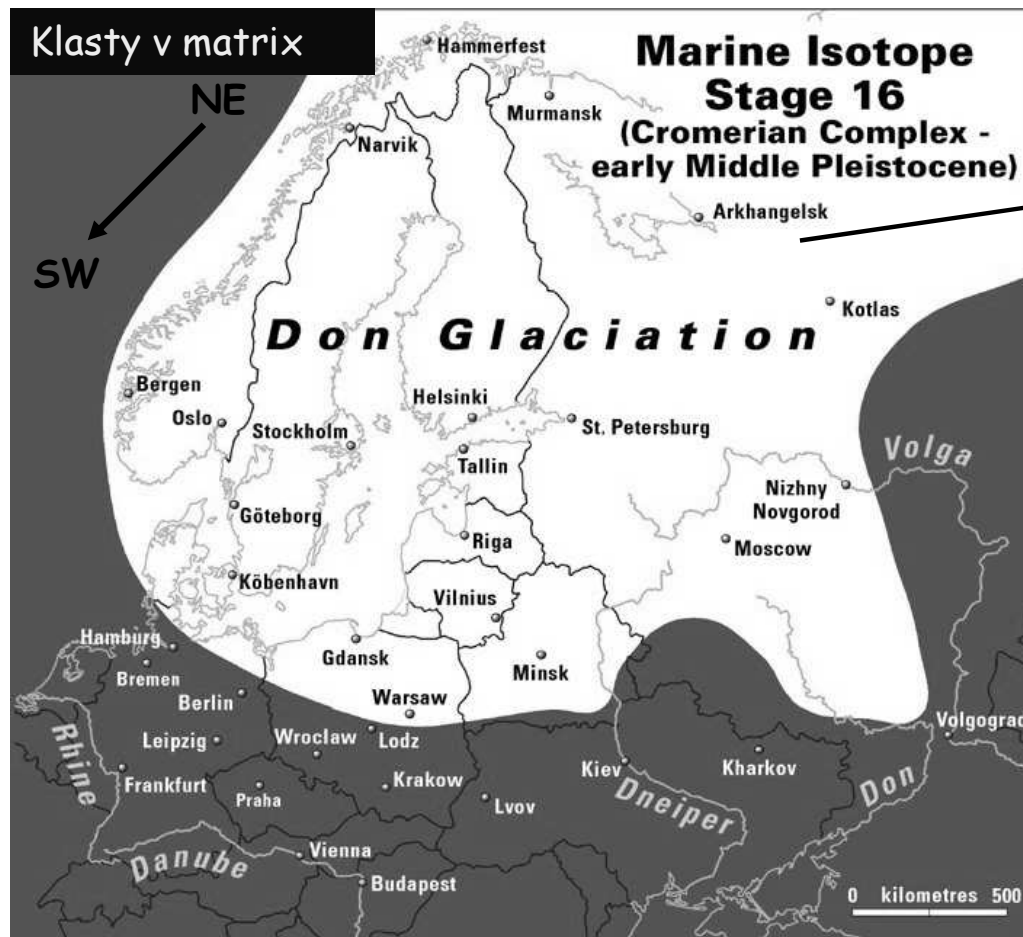 Klasty v matrix
NE
SW
Marine Isotope
Stage 16
(Cromerian Complex -
early Middle Pleistocene)
Hammerfest
Murmansk
Narvik
Arkhangelsk
Kotlas
Don Glaciation
Bergen
Oslo
Stockholm
Helsinki
St. Petersburg
Tallin
Volga
Nizhny
Novgorod
Göteborg
Riga
Moscow
Köbenhavn
Vilnius
Hamburg
Gdansk
Minsk
Bremen
Berlin
Warsaw
Volgograd
Leipzig
Wroclaw
Lodz
Rhine
Frankfurt
Praha
Krakow
Lvov
Kiev
Kharkov
Don
Dneiper
Danube
Vienna
Budapest
0 kilometres 500